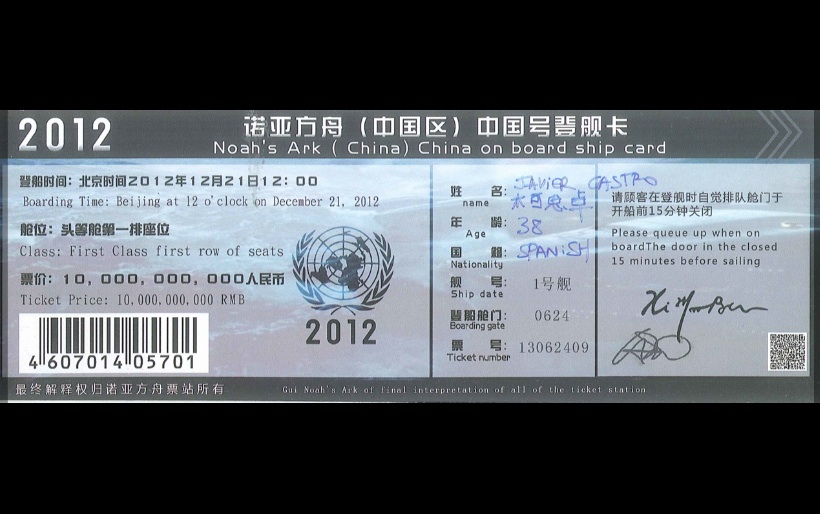 2012
诺亚方舟（中国区）中国号登舰卡
Noah's Ark ( China) China on board ship card
登船时间：北京时间2012年12月21日12：00
Boarding Time: Beijing at 12 o'clock on December 21, 2012
舱位：头等舱第一排座位
Class: First Class first row of seats
票价：10,000,000,000人民币
Ticket Price: 10,000,000,000 RMB
4 607014 05701
2012
姓 名： JAVIER CASTRO
name
年 龄： 38
Age
国 籍： SPANISH
Nationality
舰 号： 1号舰
Ship date
登船舱门： 0624
Boarding gate
票 号： 13062409
Ticket number
请顾客在登舰时自觉排队舱门于
开船前15分钟关闭
Please queue up when on
boardThe door in the closed
15 minutes before sailing
最终解释权归诺亚方舟票站所有
Gui Noah's Ark of final interpretation of all of the ticket station